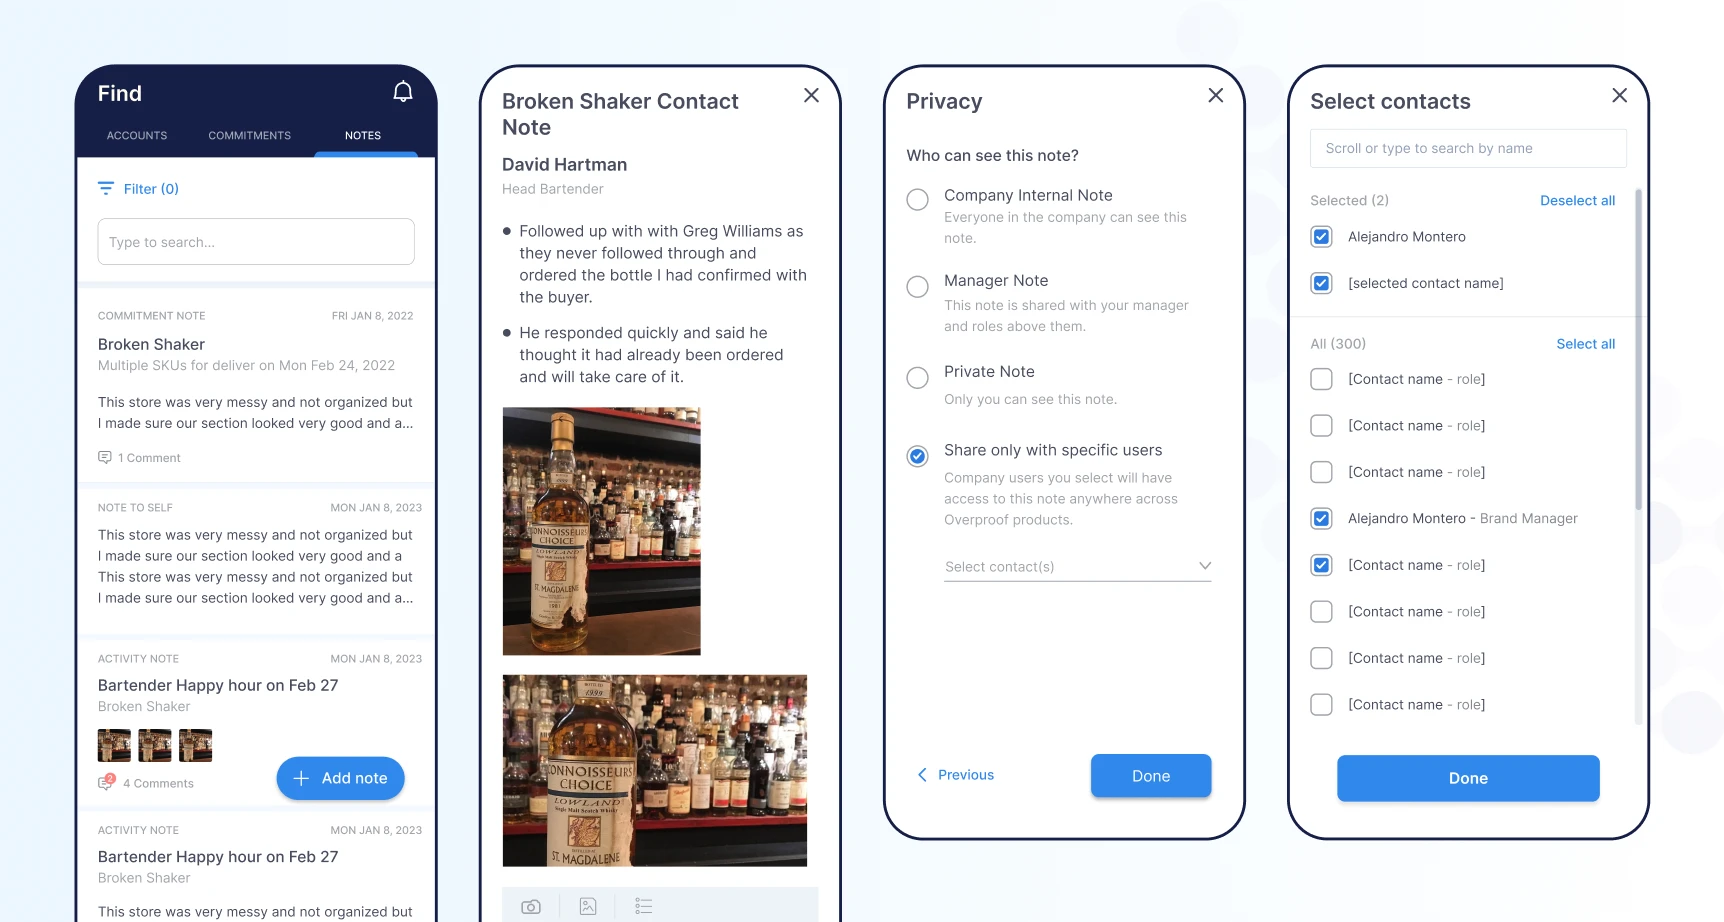 Find
ACCOUNTS
COMMITMENTS
NOTES
Filter (0)
Type to search...
COMMITMENT NOTE
FRI JAN 8, 2022
Broken Shaker
Multiple SKUs for deliver on Mon Feb 24, 2022
This store was very messy and not organized but
I made sure our section looked very good and a...
1 Comment
NOTE TO SELF
MON JAN 8, 2023
This store was very messy and not organized but
I made sure our section looked very good and a
This store was very messy and not organized but
I made sure our section looked very good and a...
ACTIVITY NOTE
MON JAN 8, 2023
Bartender Happy hour on Feb 27
Broken Shaker
2
4 Comments
Add note
ACTIVITY NOTE
MON JAN 8, 2023
Bartender Happy hour on Feb 27
Broken Shaker
This store was very messy and not organized but
Broken Shaker Contact
Note
David Hartman
Head Bartender
Followed up with with Greg Williams as
they never followed through and
ordered the bottle I had confirmed with
the buyer.
He responded quickly and said he
thought it had already been ordered
and will take care of it.
CONNOISSEURS
CHOICE
LOWLAND
Single Malt Scotch Whisky
ST. MAGDALENE
1981
CONNOISSEURS
CHOICE
LOWLAND
Single Malt Scotch Whisky
ST. MAGDALENE
Privacy
Who can see this note?
Company Internal Note
Everyone in the company can see this
note.
Manager Note
This note is shared with your manager
and roles above them.
Private Note
Only you can see this note.
Share only with specific users
Company users you select will have
access to this note anywhere across
Overproof products.
Select contact(s)
Previous
Done
Select contacts
Scroll or type to search by name
Selected (2)
Deselect all
Alejandro Montero
[selected contact name]
All (300)
Select all
[Contact name - role]
[Contact name - role]
[Contact name - role]
Alejandro Montero - Brand Manager
[Contact name - role]
[Contact name - role]
[Contact name - role]
[Contact name - role]
Done